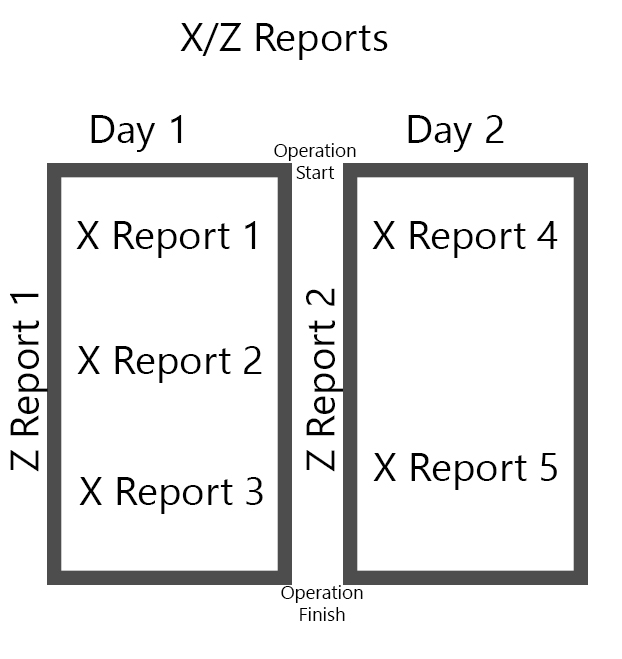 X/Z Reports
Day 1
Day 2
Operation
Start
Z Report 1
X Report 1
X Report 2
X Report 3
Z Report 2
X Report 4
X Report 5
Operation
Finish